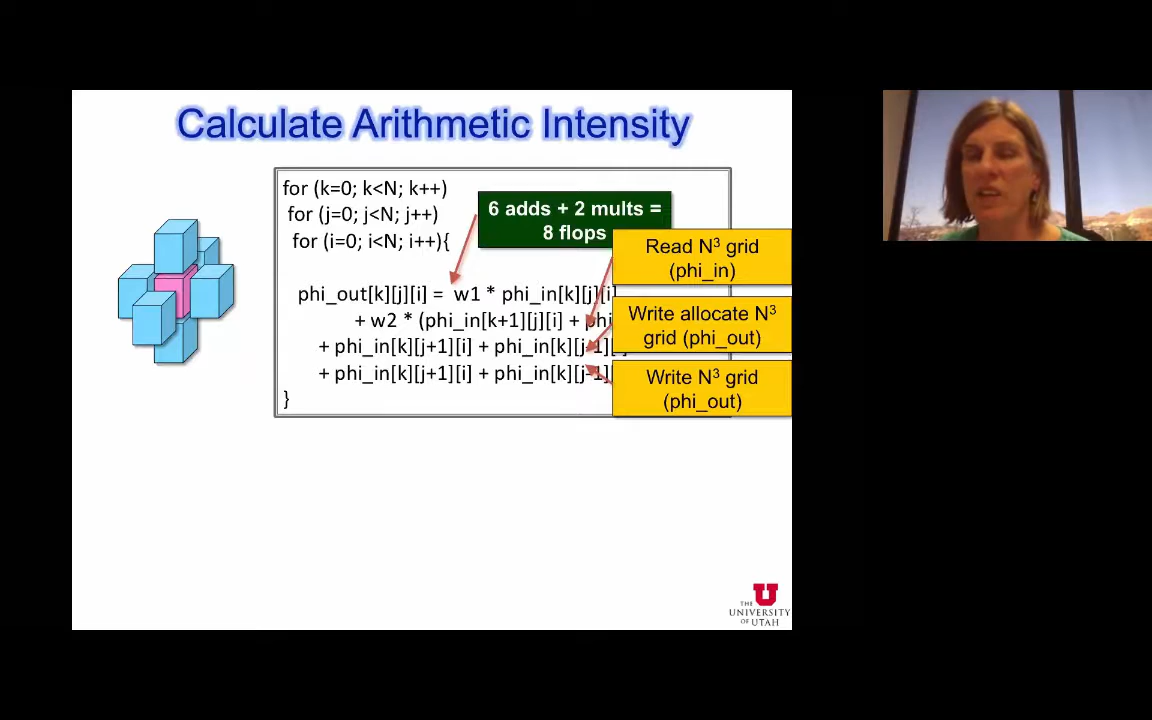 Calculate Arithmetic Intensity
for (k=0; k<N; k++)
for (j=0; j<N; j++)
for (i=0; i<N; i++){
6 adds + 2 mults =
8 flops
Read N³ grid
(phi_in)
phi_out[k][j][i] = w1 * phi_in[k][j][i]
+ w2 * (phi_in[k+1][j][i] +
Write allocate N³
grid (phi_out)
+ phi_in[k][j+1][i] + phi_in[k][j-1]
+ phi_in[k][j+1][i] + phi_in[k][j-1]
Write N³ grid
(phi_out)
}
THE
UNIVERSITY
OF UTAH